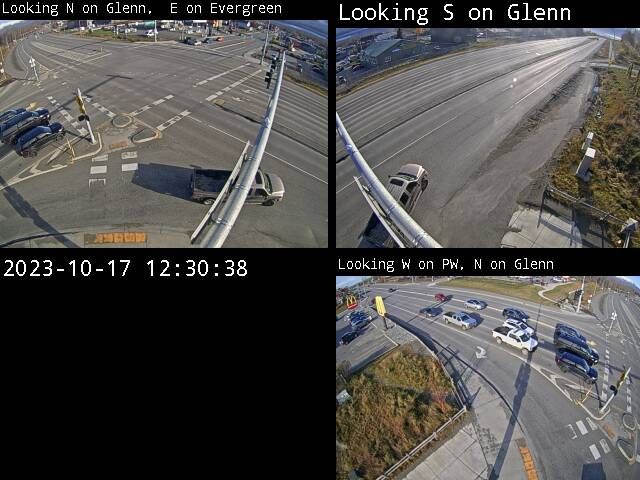 Looking N on Glenn,  E on Evergreen
Looking S on Glenn
2023-10-17 12:30:38
Looking W on PW, N on Glenn